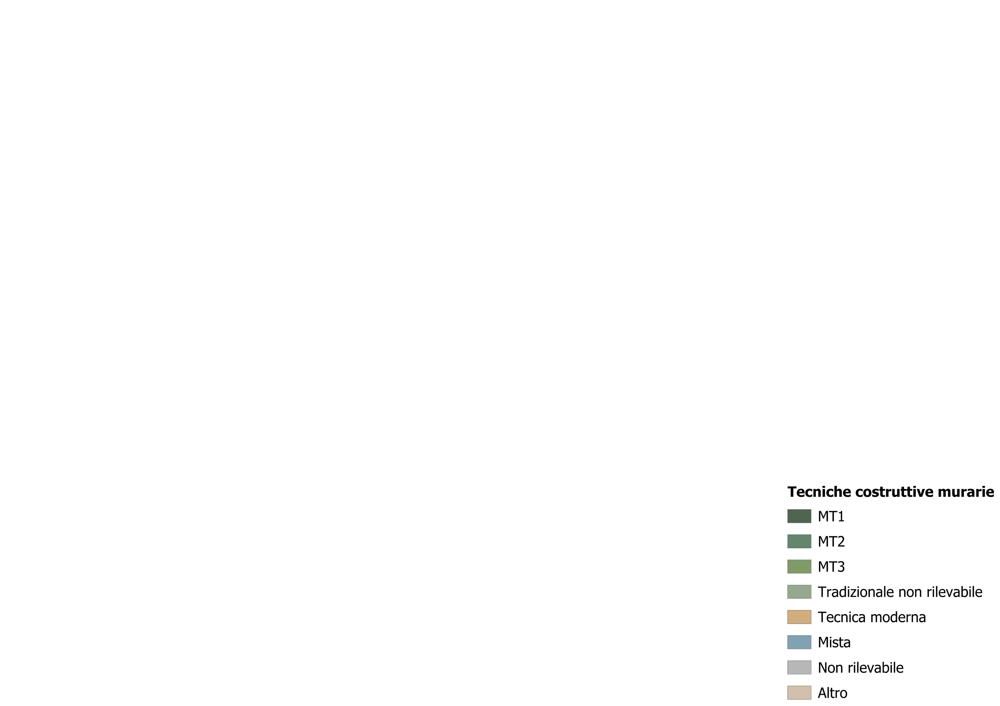 Tecniche costruttive murarie
MT1
MT2
MT3
Tradizionale non rilevabile
Tecnica moderna
Mista
Non rilevabile
Altro